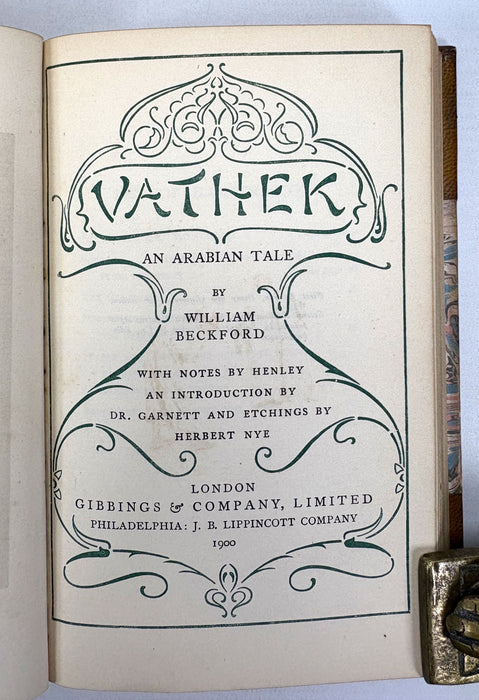 VATHEK
AN ARABIAN TALE
BY
WILLIAM
BECKFORD
WITH NOTES BY HENLEY
AN INTRODUCTION BY
DR. GARNETT AND ETCHINGS BY
HERBERT NYE
LONDON
GIBBINGS & COMPANY, LIMITED
PHILADELPHIA: J. B. LIPPINCOTT COMPANY
1900